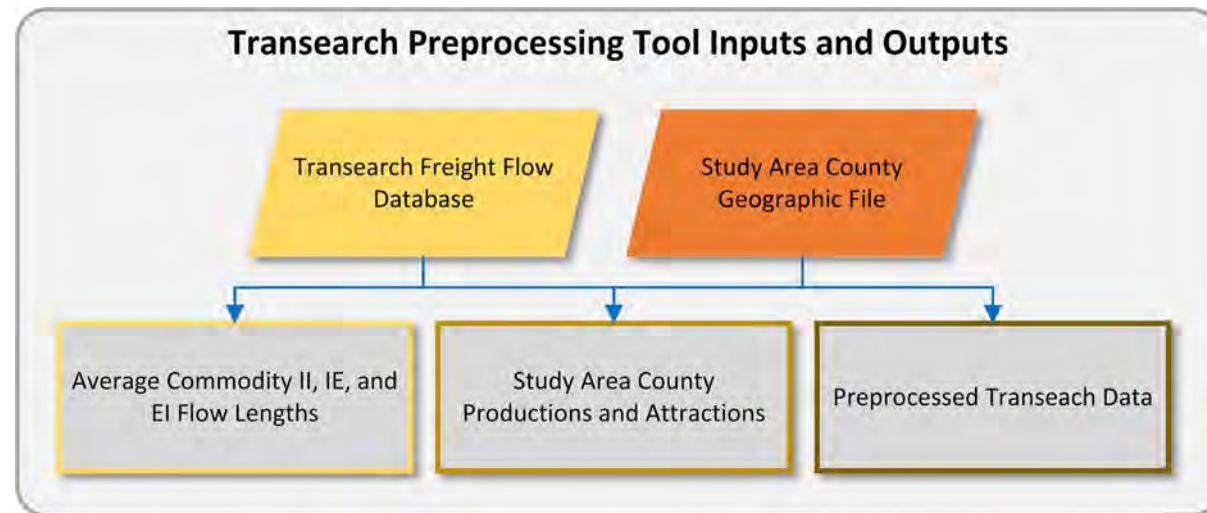 Transearch Preprocessing Tool Inputs and Outputs
Transearch Freight Flow
Database
Study Area County
Geographic File
Average Commodity II, IE, and
EI Flow Lengths
Study Area County
Productions and Attractions
Preprocessed Transeach Data